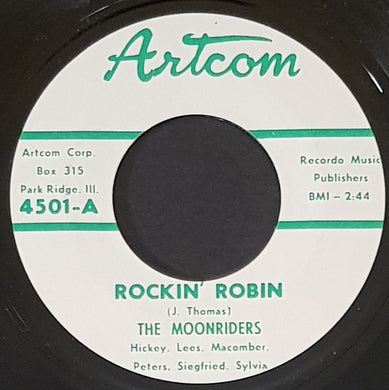 Artcom
Artcom Corp.
Box 315
Park Ridge, Ill.
4501-A
Recordo Music
Publishers
BMI - 2:44
ROCKIN' ROBIN
(J. Thomas)
THE MOONRIDERS
Hickey, Lees, Macomber,
Peters, Siegfried, Sylvia